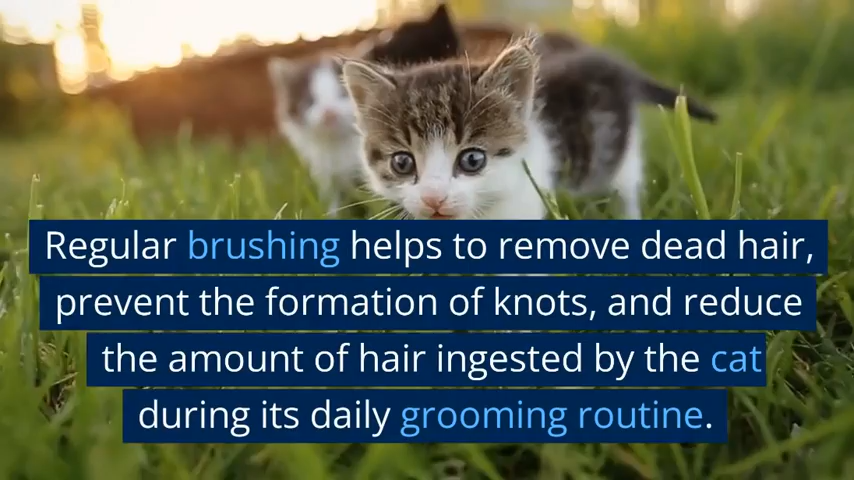 Regular brushing helps to remove dead hair,
prevent the formation of knots, and reduce
the amount of hair ingested by the cat
during its daily grooming routine.